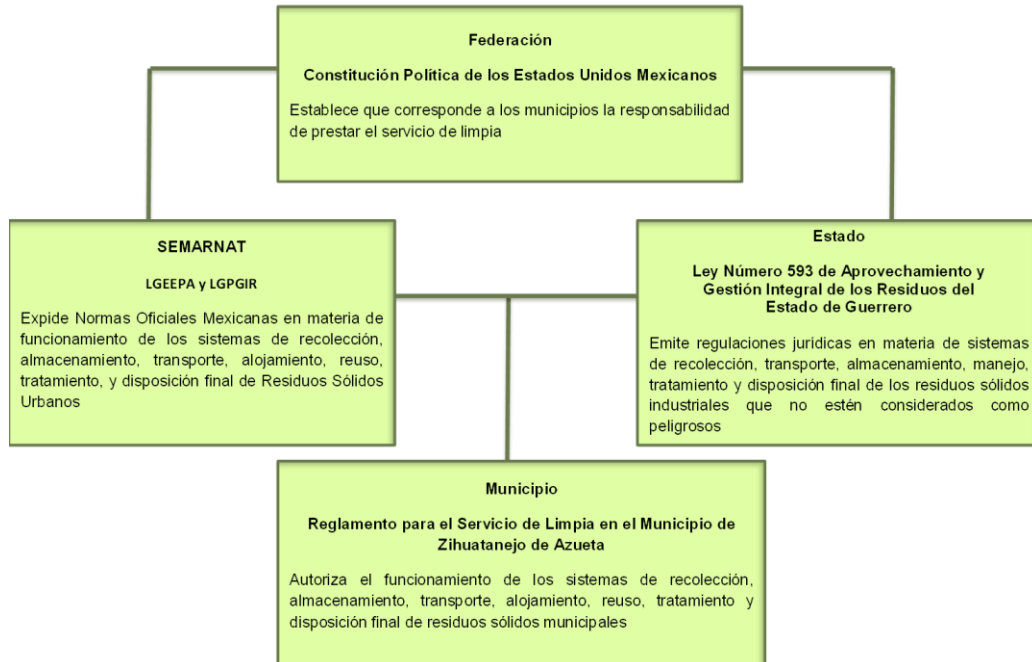 Federación
Constitución Política de los Estados Unidos Mexicanos
Establece que corresponde a los municipios la responsabilidad
de prestar el servicio de limpia
SEMARNAT
LGEEPA y LGPGIR
Expide Normas Oficiales Mexicanas en materia de
funcionamiento de los sistemas de recolección,
almacenamiento, transporte, alojamiento, reuso,
tratamiento, y disposición final de Residuos Sólidos
Urbanos
Estado
Ley Número 593 de Aprovechamiento y
Gestión Integral de los Residuos del
Estado de Guerrero
Emite regulaciones jurídicas en materia de sistemas
de recolección, transporte, almacenamiento, manejo,
tratamiento y disposición final de los residuos sólidos
industriales que no estén considerados como
peligrosos
Municipio
Reglamento para el Servicio de Limpia en el Municipio de
Zihuatanejo de Azueta
Autoriza el funcionamiento de los sistemas de recolección,
almacenamiento, transporte, alojamiento, reuso, tratamiento y
disposición final de residuos sólidos municipales